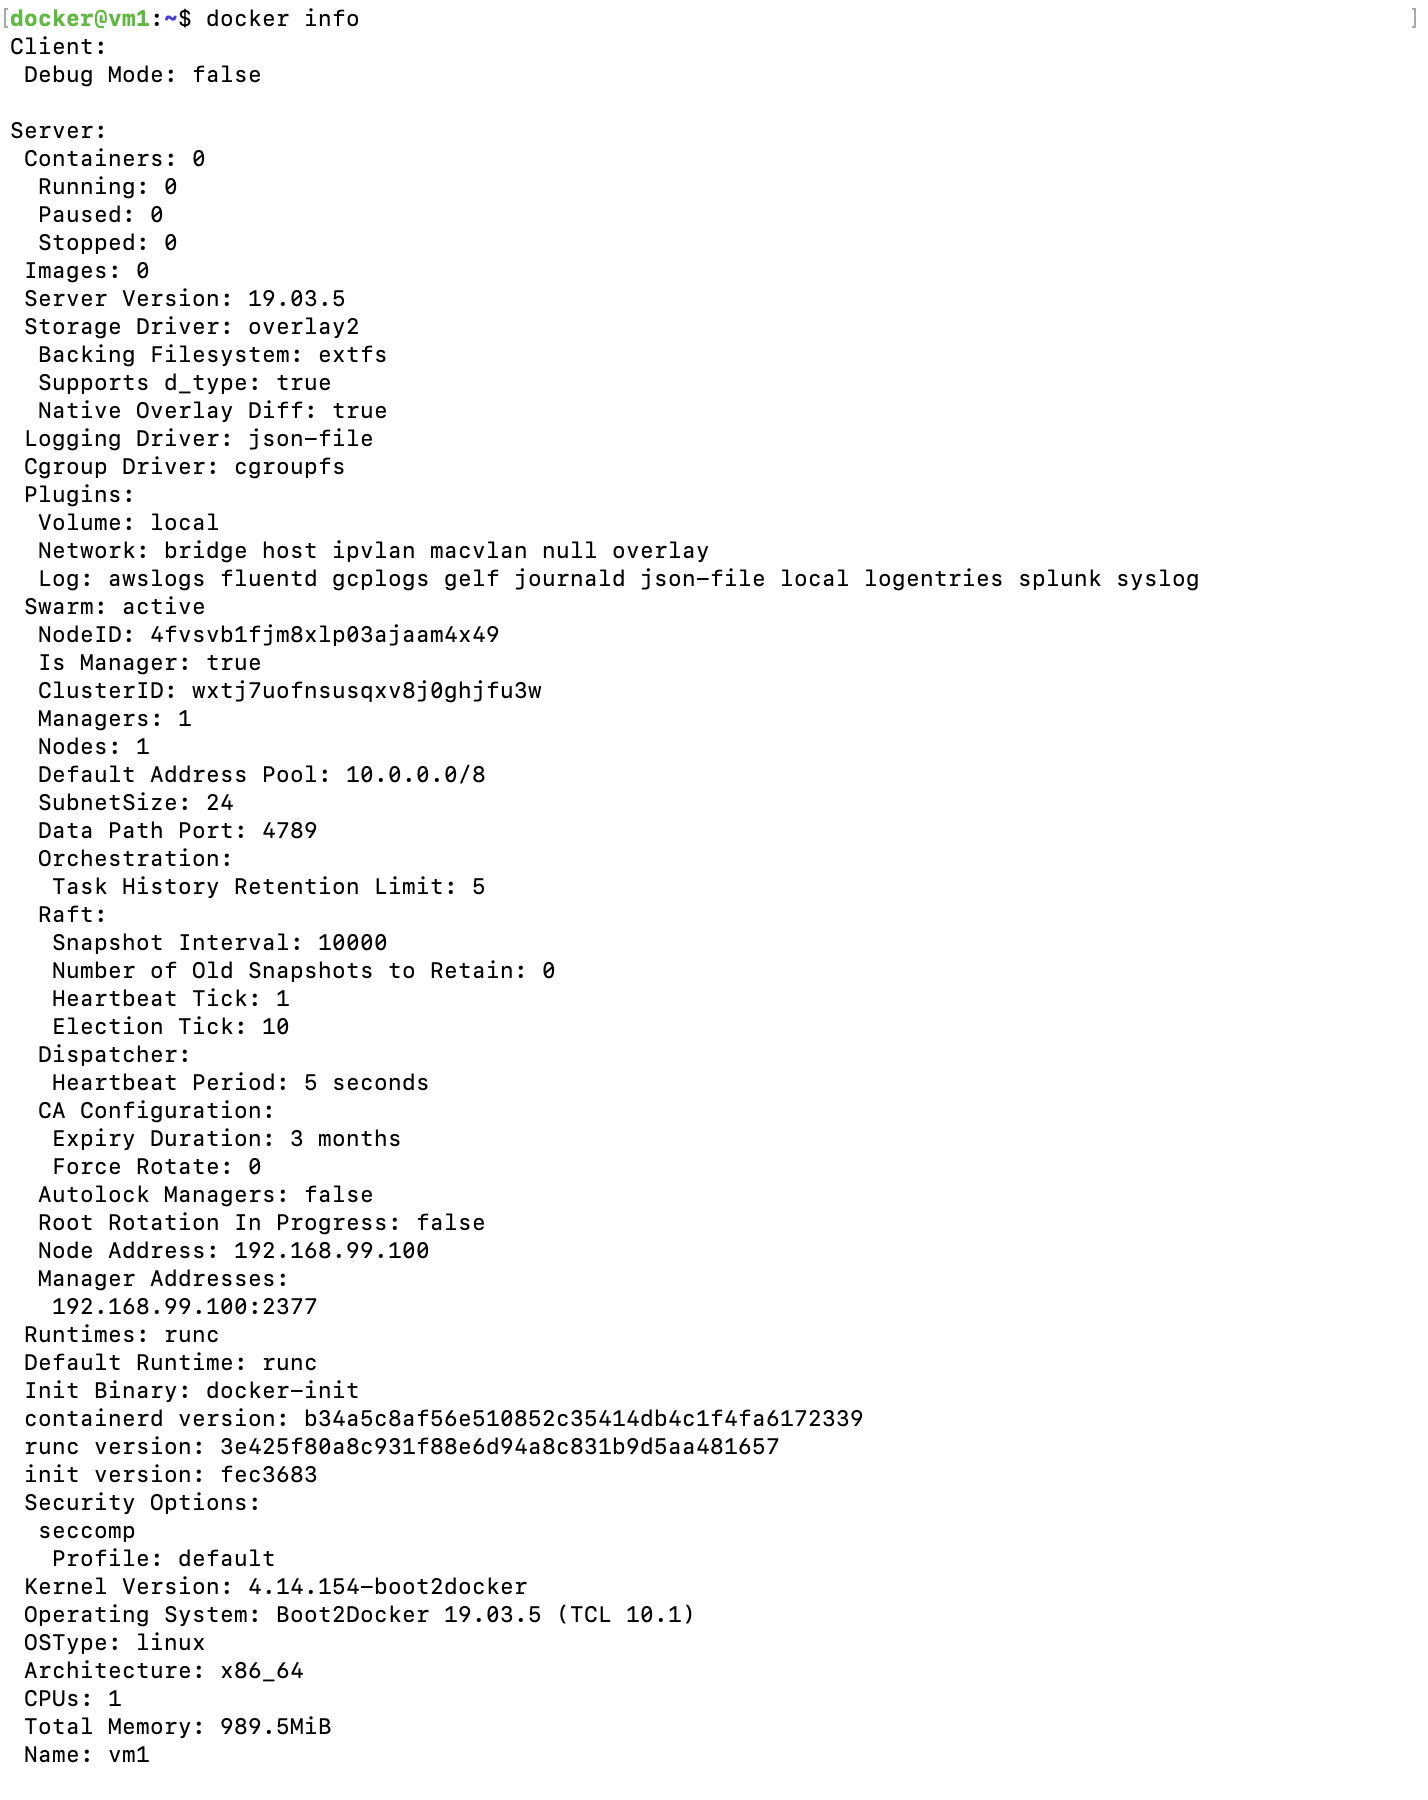 [docker@vm1:~$ docker info ]
Client:
 Debug Mode: false

Server:
 Containers: 0
  Running: 0
  Paused: 0
  Stopped: 0
 Images: 0
 Server Version: 19.03.5
 Storage Driver: overlay2
  Backing Filesystem: extfs
  Supports d_type: true
  Native Overlay Diff: true
 Logging Driver: json-file
 Cgroup Driver: cgroupfs
 Plugins:
  Volume: local
  Network: bridge host ipvlan macvlan null overlay
  Log: awslogs fluentd gcplogs gelf journald json-file local logentries splunk syslog
 Swarm: active
  NodeID: 4fvsvb1fjm8xlp03ajaam4x49
  Is Manager: true
  ClusterID: wxtj7uofnsusqxv8j0ghjfu3w
  Managers: 1
  Nodes: 1
  Default Address Pool: 10.0.0.0/8
  SubnetSize: 24
  Data Path Port: 4789
  Orchestration:
   Task History Retention Limit: 5
  Raft:
   Snapshot Interval: 10000
   Number of Old Snapshots to Retain: 0
   Heartbeat Tick: 1
   Election Tick: 10
  Dispatcher:
   Heartbeat Period: 5 seconds
  CA Configuration:
   Expiry Duration: 3 months
   Force Rotate: 0
  Autolock Managers: false
  Root Rotation In Progress: false
  Node Address: 192.168.99.100
  Manager Addresses:
   192.168.99.100:2377
 Runtimes: runc
 Default Runtime: runc
 Init Binary: docker-init
 containerd version: b34a5c8af56e510852c35414db4c1f4fa6172339
 runc version: 3e425f80a8c931f88e6d94a8c831b9d5aa481657
 init version: fec3683
 Security Options:
  seccomp
   Profile: default
 Kernel Version: 4.14.154-boot2docker
 Operating System: Boot2Docker 19.03.5 (TCL 10.1)
 OSType: linux
 Architecture: x86_64
 CPUs: 1
 Total Memory: 989.5MiB
 Name: vm1